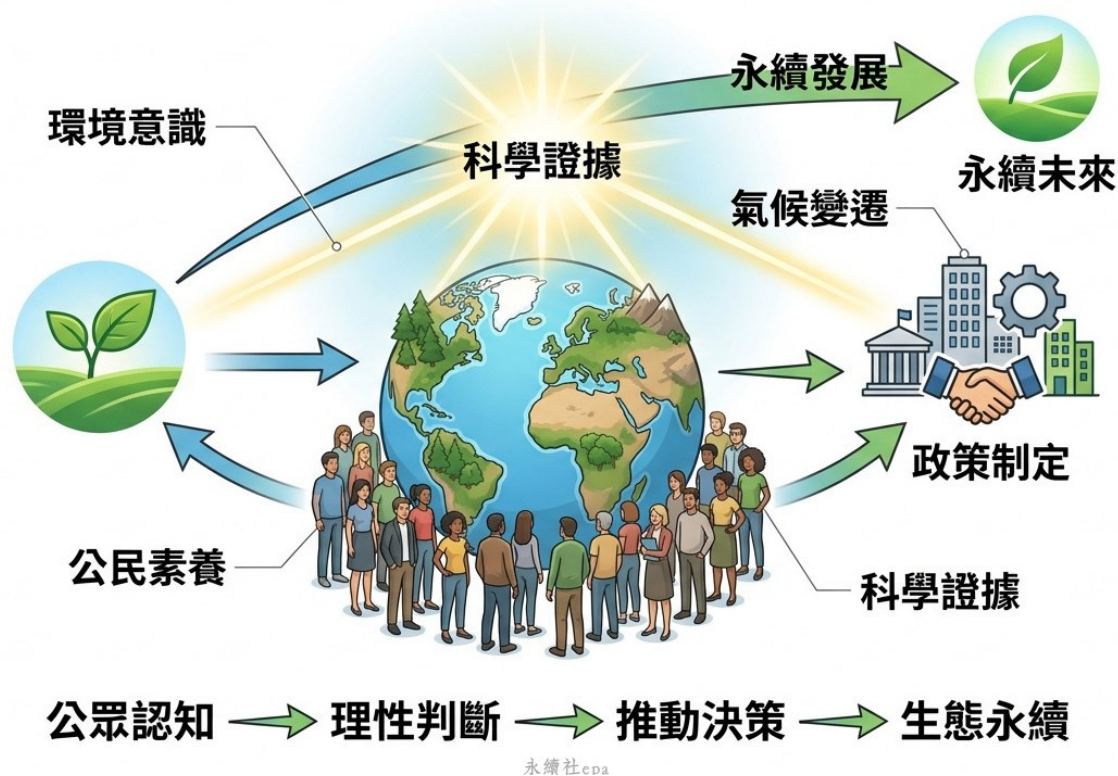 永續發展
環境意識
科學證據
永續未來
氣候變遷
政策制定
公民素養
科學證據
公眾認知
理性判斷
推動決策
生態永續
永續社epa